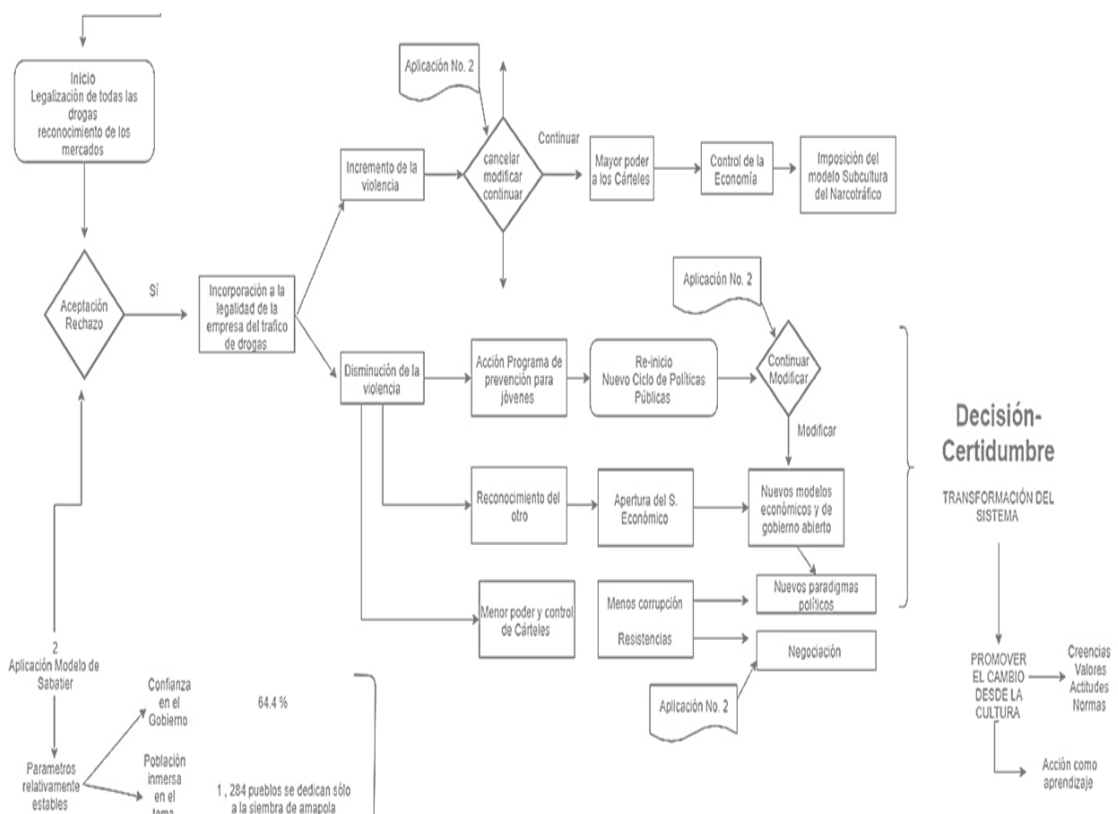 Inicio
Legalización de todas las
drogas
reconocimiento de los
mercados
Aceptación
Rechazo
Sí
Incorporación a la
legalidad de la
empresa del trafico
de drogas
Incremento de la
violencia
Aplicación No. 2
cancelar
modificar
continuar
Continuar
Mayor poder
a los Cárteles
Control de la
Economía
Imposición del
modelo Subcultura
del Narcotráfico
Disminución de la
violencia
Acción Programa de
prevención para
jóvenes
Re-inicio
Nuevo Ciclo de Políticas
Públicas
Aplicación No. 2
Continuar
Modificar
Modificar
Reconocimiento del
otro
Apertura del S.
Económico
Nuevos modelos
económicos y de
gobierno abierto
Menor poder y control
de Cárteles
Menos corrupción
Resistencias
Nuevos paradigmas
políticos
Negociación
Aplicación No. 2
Decisión-
Certidumbre
TRANSFORMACIÓN DEL
SISTEMA
PROMOVER
EL CAMBIO
DESDE LA
CULTURA
Creencias
Valores
Actitudes
Normas
Acción como
aprendizaje
2
Aplicación Modelo de
Sabatier
Parametros
relativamente
estables
Confianza
en el
Gobierno
64.4 %
Población
inmersa
en el
tema
1 , 284 pueblos se dedican sólo
a la siembra de amapola